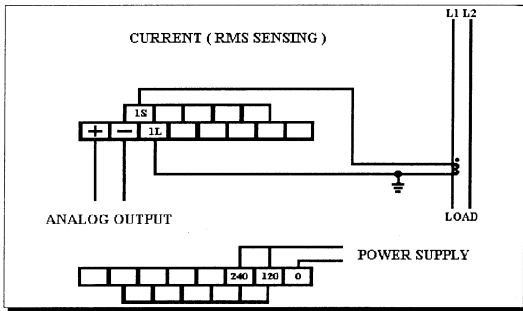 L1 L2
CURRENT ( RMS SENSING )
1S
+ − 1L
ANALOG OUTPUT
LOAD
POWER SUPPLY
240 120 0